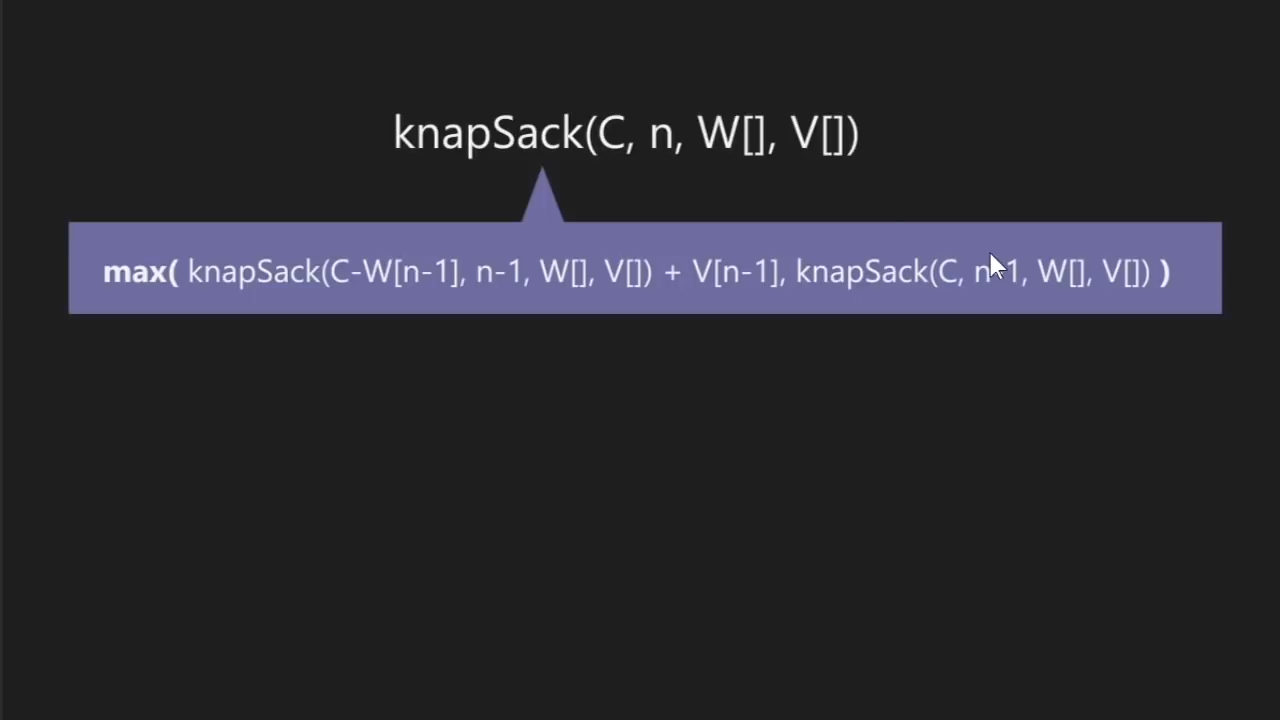 knapSack(C, n, W[], V[])
max( knapSack(C-W[n-1], n-1, W[], V[]) + V[n-1], knapSack(C, n-1, W[], V[]) )